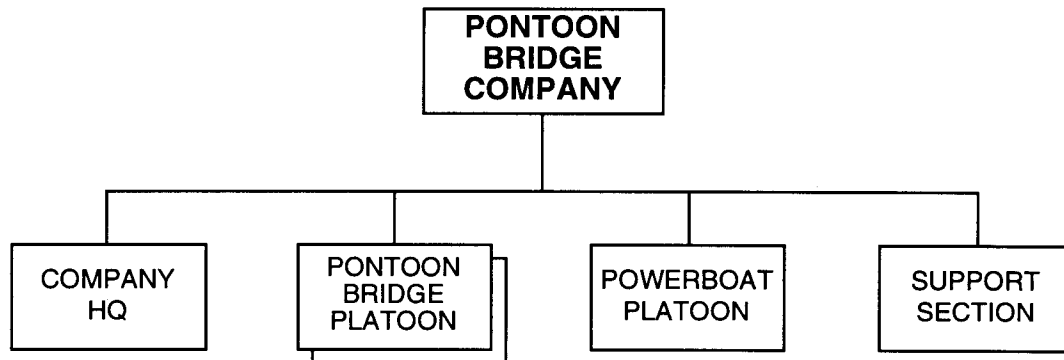 PONTOON
BRIDGE
COMPANY
COMPANY
HQ
PONTOON
BRIDGE
PLATOON
POWERBOAT
PLATOON
SUPPORT
SECTION